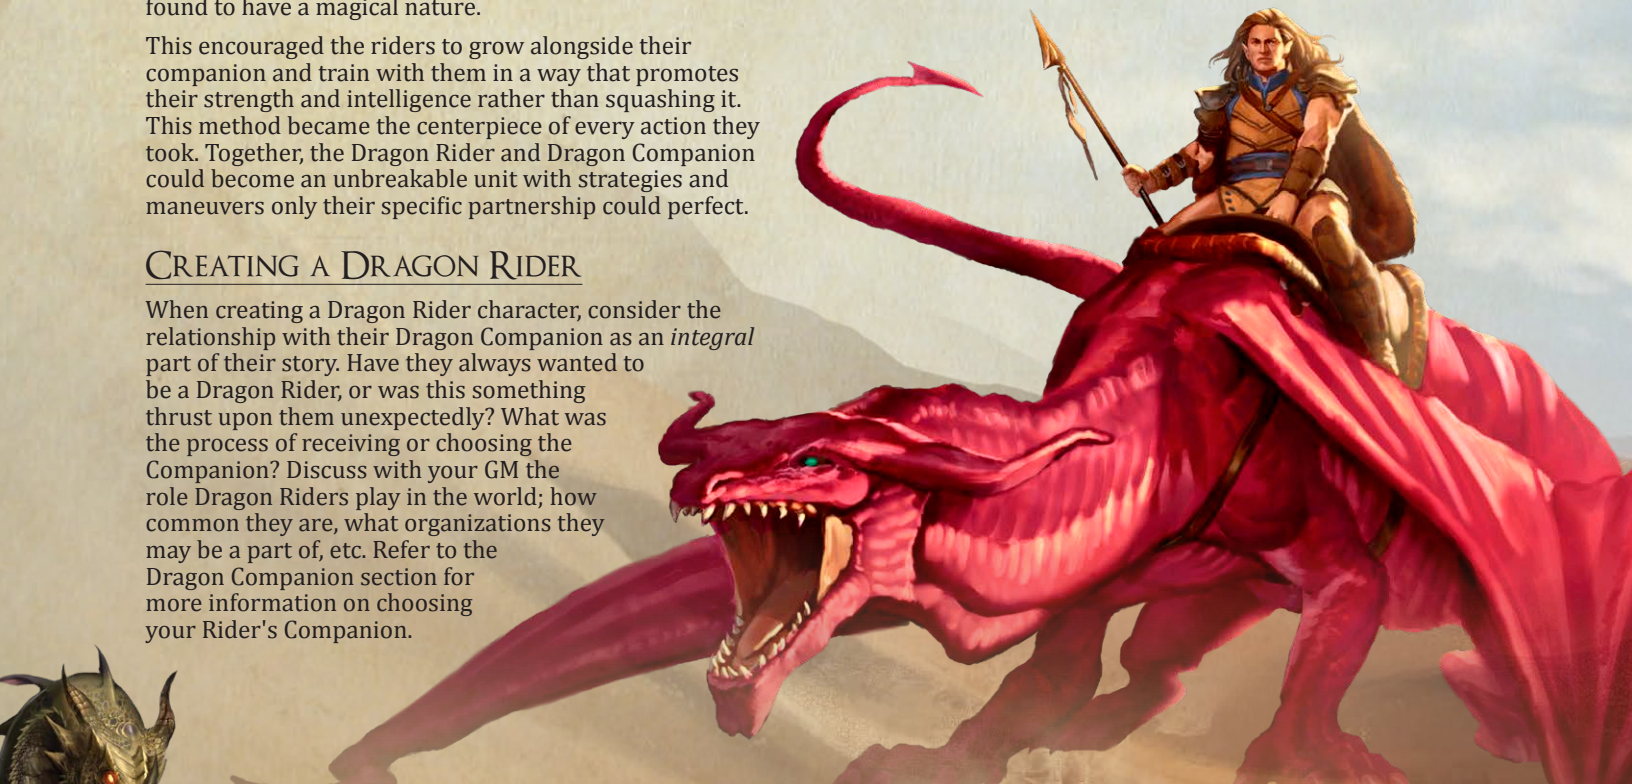 found to have a magical nature.
This encouraged the riders to grow alongside their
companion and train with them in a way that promotes
their strength and intelligence rather than squashing it.
This method became the centerpiece of every action they
took. Together, the Dragon Rider and Dragon Companion
could become an unbreakable unit with strategies and
maneuvers only their specific partnership could perfect.
Creating a Dragon Rider
When creating a Dragon Rider character, consider the
relationship with their Dragon Companion as an integral
part of their story. Have they always wanted to
be a Dragon Rider, or was this something
thrust upon them unexpectedly? What was
the process of receiving or choosing the
Companion? Discuss with your GM the
role Dragon Riders play in the world; how
common they are, what organizations they
may be a part of, etc. Refer to the
Dragon Companion section for
more information on choosing
your Rider's Companion.